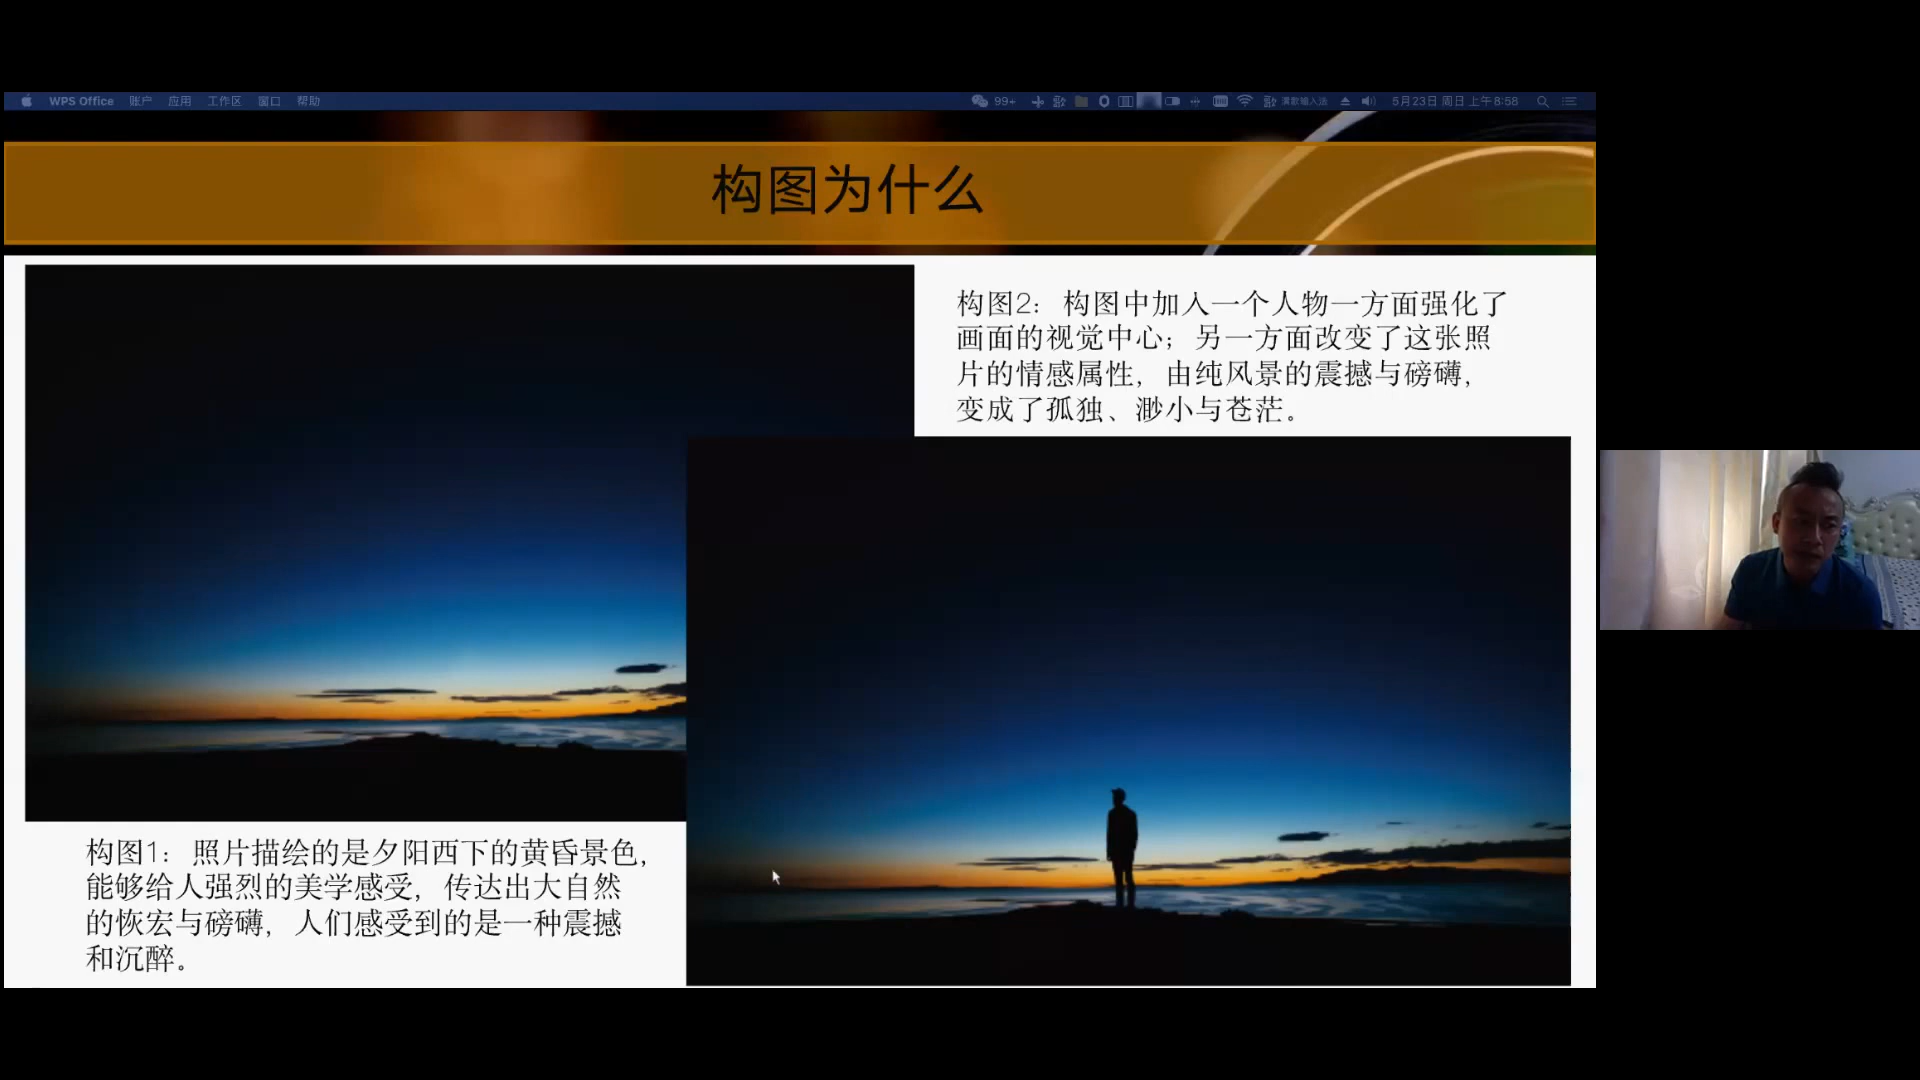 WPS Office 账户 应用 工作区 窗口 帮助 99+ 5月23日 周日 上午8:58
构图为什么
构图2：构图中加入一个人物一方面强化了
画面的视觉中心；另一方面改变了这张照
片的情感属性，由纯风景的震撼与磅礴，
变成了孤独、渺小与苍茫。
构图1：照片描绘的是夕阳西下的黄昏景色，
能够给人强烈的美学感受，传达出大自然
的恢宏与磅礴，人们感受到的是一种震撼
和沉醉。